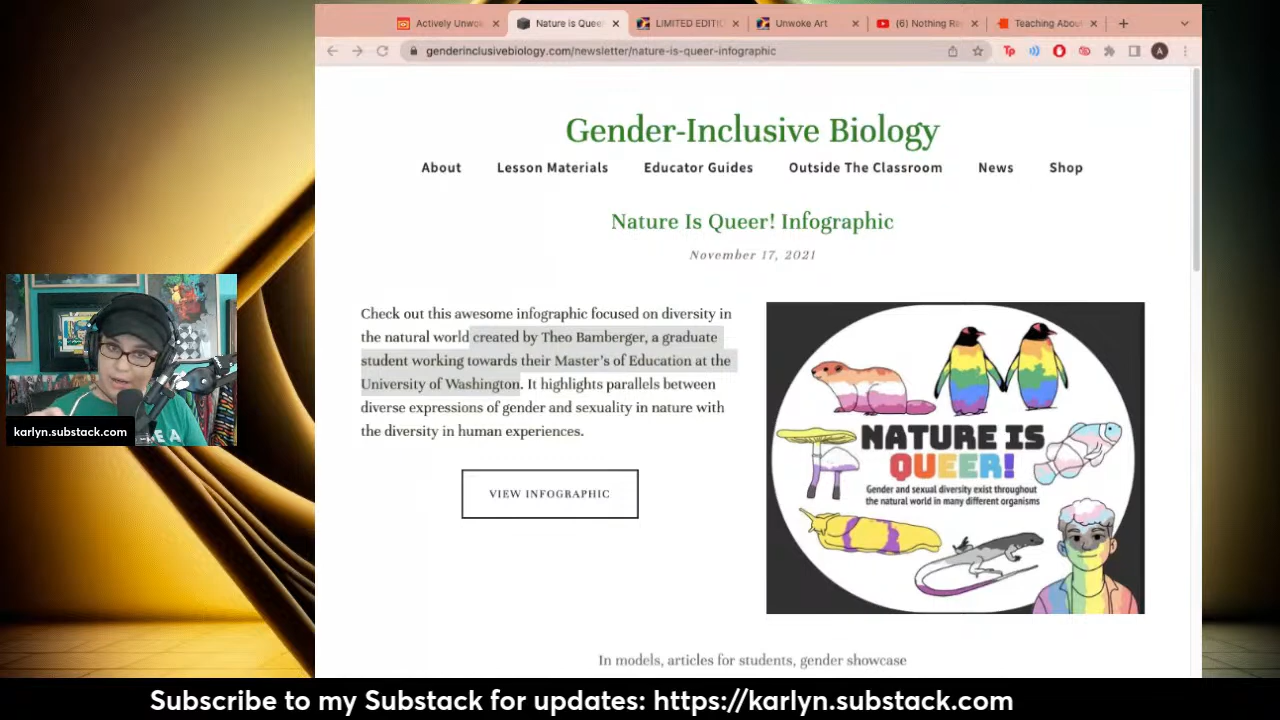 Actively Unwo
Nature is Quee
LIMITED EDITI
Unwoke Art
(6) Nothing R
Teaching Abou
genderinclusivebiology.com/newsletter/nature-is-queer-infographic
Tp
A
Gender-Inclusive Biology
About Lesson Materials Educator Guides Outside The Classroom News Shop
Nature Is Queer! Infographic
November 17, 2021
Check out this awesome infographic focused on diversity in
the natural world created by Theo Bamberger, a graduate
student working towards their Master's of Education at the
University of Washington. It highlights parallels between
diverse expressions of gender and sexuality in nature with
the diversity in human experiences.
VIEW INFOGRAPHIC
NATURE IS
QUEER!
Gender and sexual diversity exist throughout
the natural world in many different organisms
In models, articles for students, gender showcase
karlyn.substack.com
Subscribe to my Substack for updates: https://karlyn.substack.com